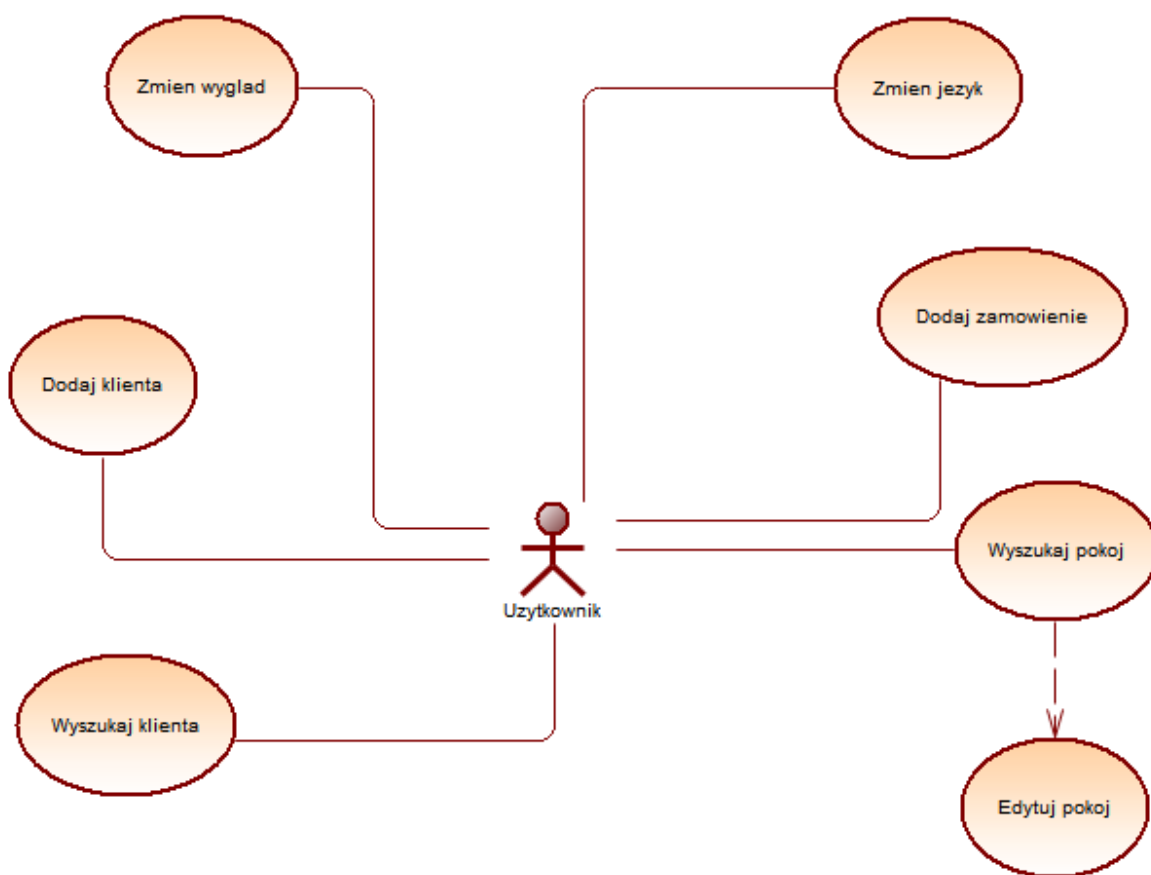 Zmien wyglad
Zmien jezyk
Dodaj zamowienie
Dodaj klienta
Wyszukaj pokoj
Uzytkownik
Wyszukaj klienta
Edytuj pokoj